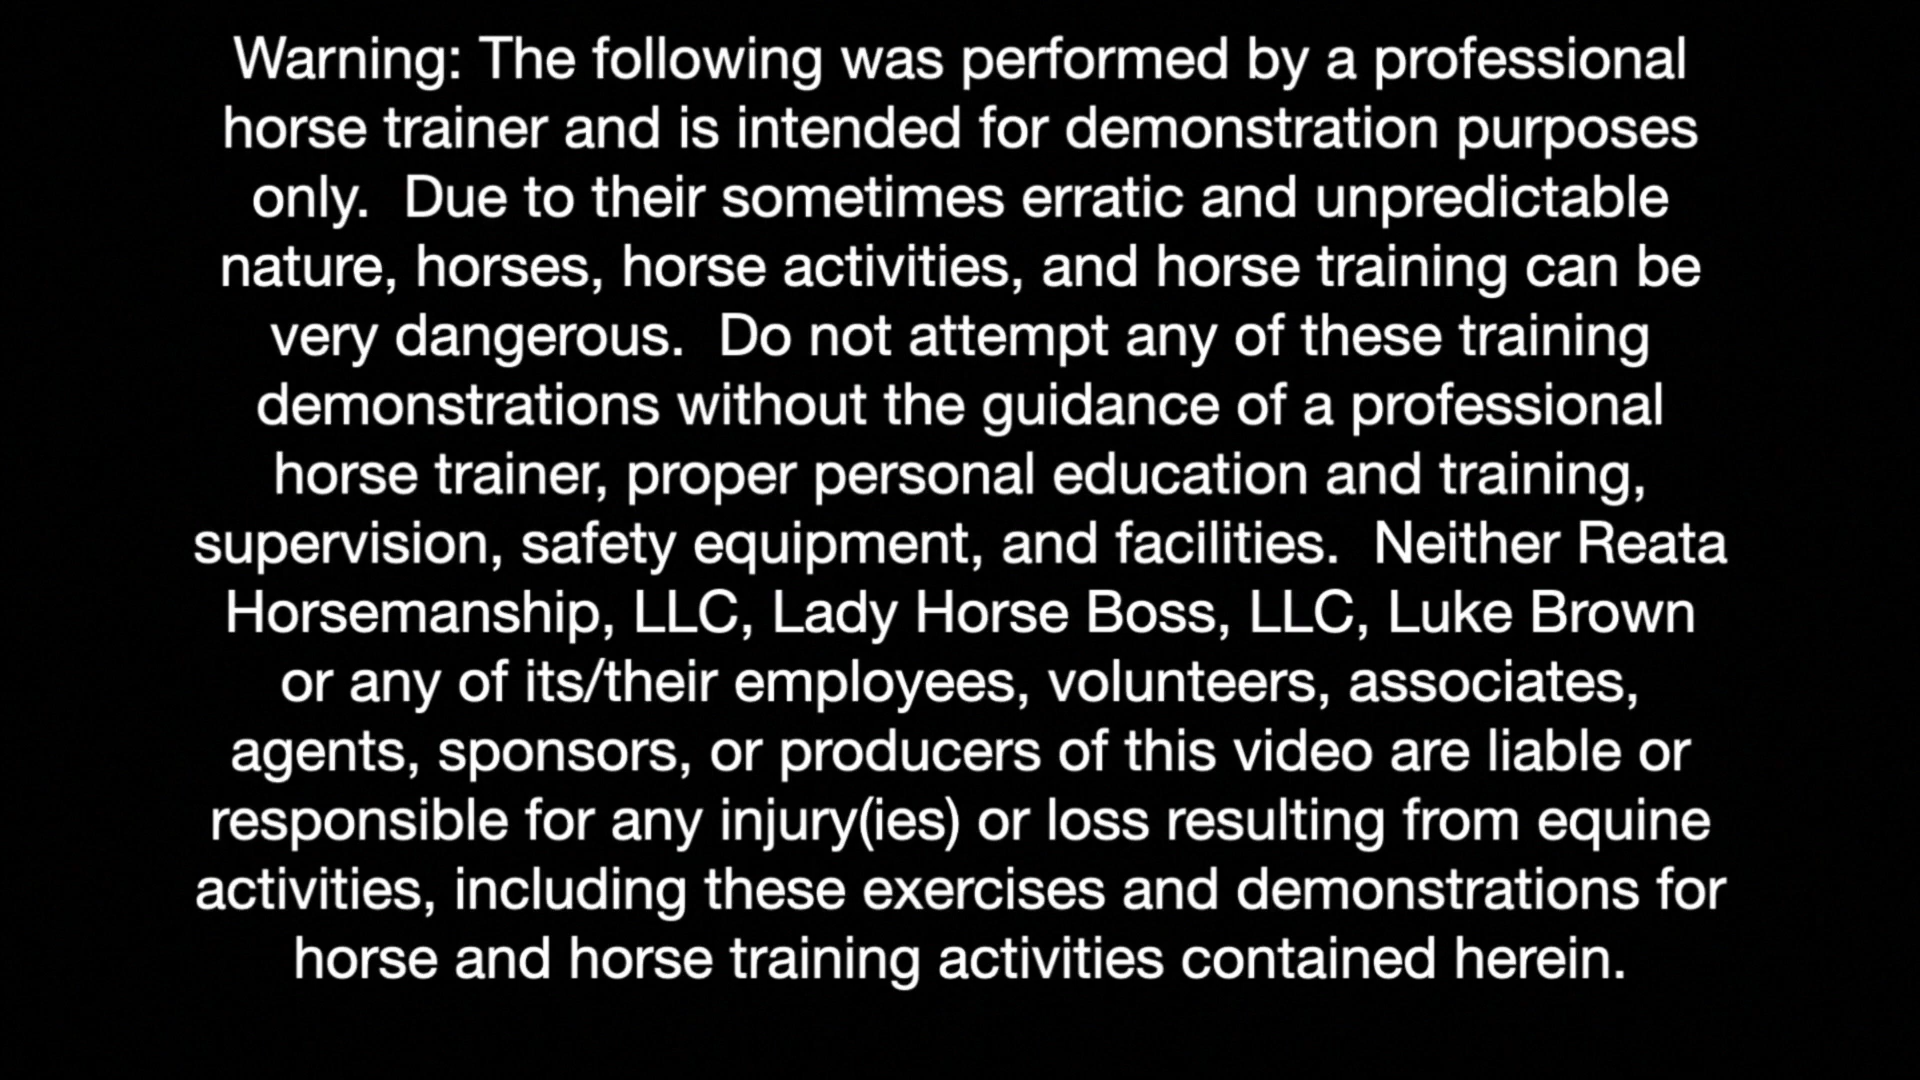 Warning: The following was performed by a professional
horse trainer and is intended for demonstration purposes
only.  Due to their sometimes erratic and unpredictable
nature, horses, horse activities, and horse training can be
very dangerous.  Do not attempt any of these training
demonstrations without the guidance of a professional
horse trainer, proper personal education and training,
supervision, safety equipment, and facilities.  Neither Reata
Horsemanship, LLC, Lady Horse Boss, LLC, Luke Brown
or any of its/their employees, volunteers, associates,
agents, sponsors, or producers of this video are liable or
responsible for any injury(ies) or loss resulting from equine
activities, including these exercises and demonstrations for
horse and horse training activities contained herein.